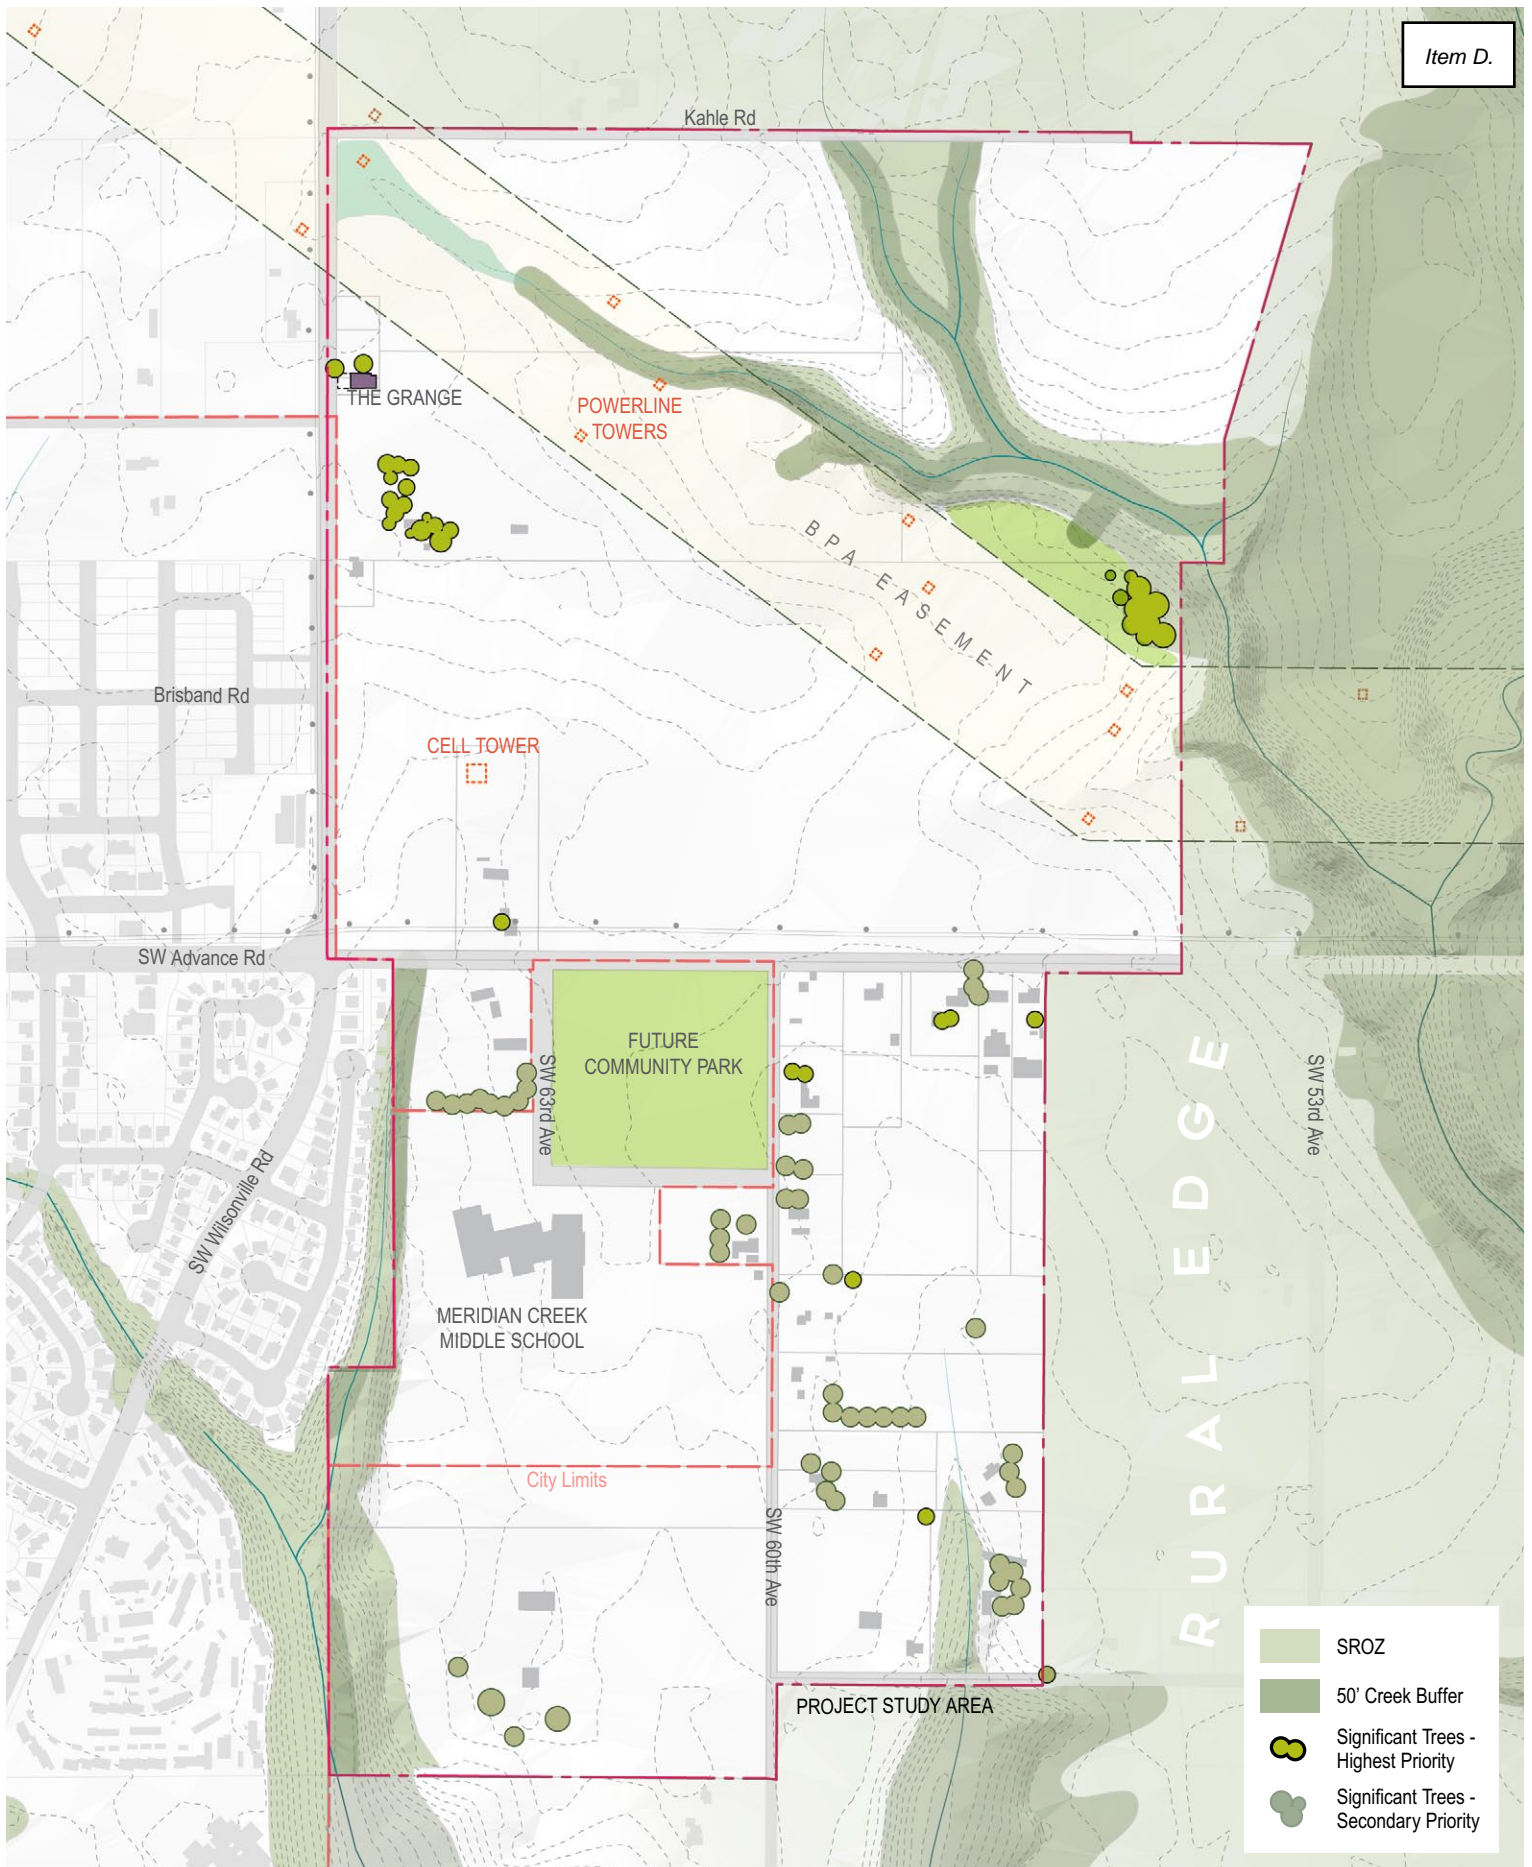 Item D.
Kahle Rd
THE GRANGE
POWERLINE
TOWERS
BPA EASEMENT
Brisband Rd
CELL TOWER
SW Advance Rd
FUTURE
COMMUNITY PARK
SW 63rd Ave
SW 53rd Ave
RURAL EDGE
SW Wilsonville Rd
MERIDIAN CREEK
MIDDLE SCHOOL
City Limits
SW 60th Ave
PROJECT STUDY AREA
SROZ
50' Creek Buffer
Significant Trees -
Highest Priority
Significant Trees -
Secondary Priority